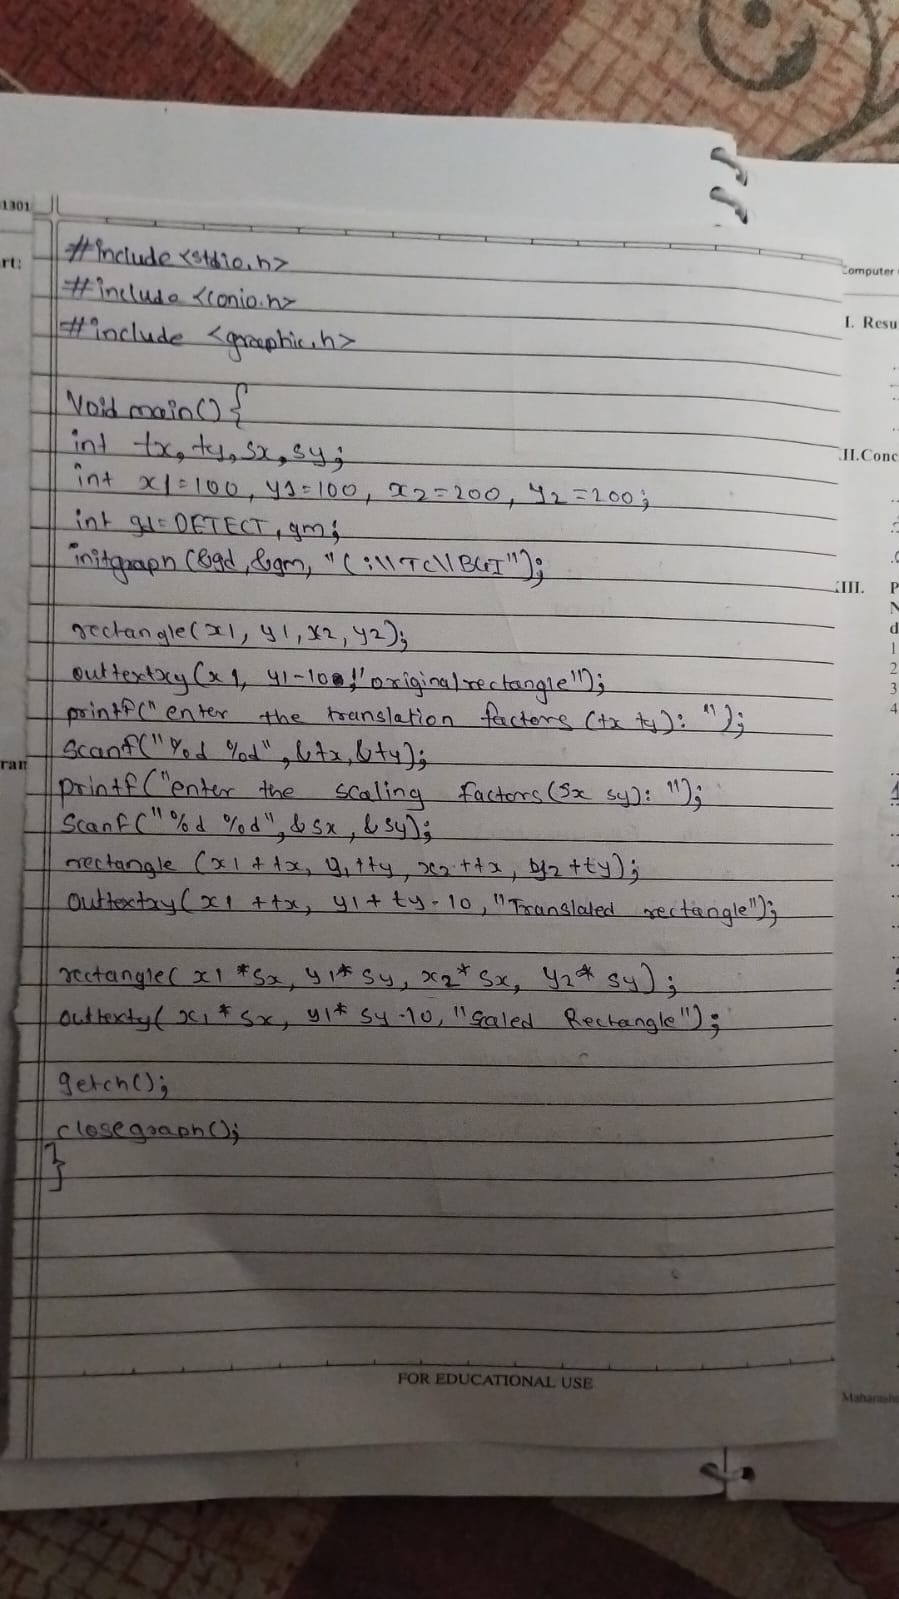 1301
rt:
#include <stdio.h>
#include <conio.h>
#include <graphic.h>
Void main() {
int tx, ty, sx, sy;
int x1=100, y1=100, x2=200, y2=200;
int gd=DETECT, gm;
initgraph (&gd, &gm, "C:\\TC\\BGI");
rectangle(x1, y1, x2, y2);
outtextxy (x1, y1-10, "original rectangle");
printf(" enter the translation factors (tx ty): ");
Scanf("%d %d", &tx, &ty);
ran
printf("enter the scaling factors (Sx sy): ");
Scanf("%d %d", & sx, & sy);
rectangle (x1 + tx, y1+ty, x2+tx, y2+ty);
Outtextxy( x1 +tx, y1+ ty-10, "Translated rectangle");
rectangle( x1 *Sx, y1* sy, x2* Sx, y2* sy);
outtexty( x1* sx, y1* sy-10, "Saled Rectangle");
getch();
closegraph();
}
FOR EDUCATIONAL USE
Computer
I. Resu
II. Conc
III. P
N
d
1
2
3
4